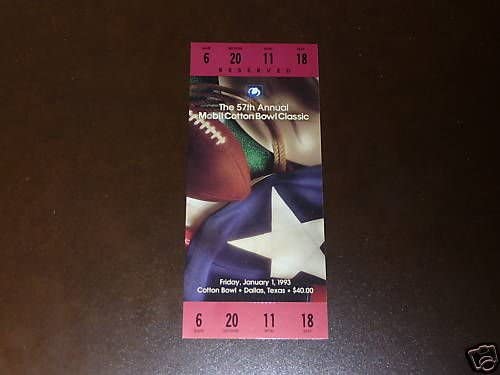 6 20 11 18
RESERVED
The 57th Annual
Mobil Cotton Bowl Classic
Friday, January 1, 1993
Cotton Bowl • Dallas, Texas • $40.00
6 20 11 18